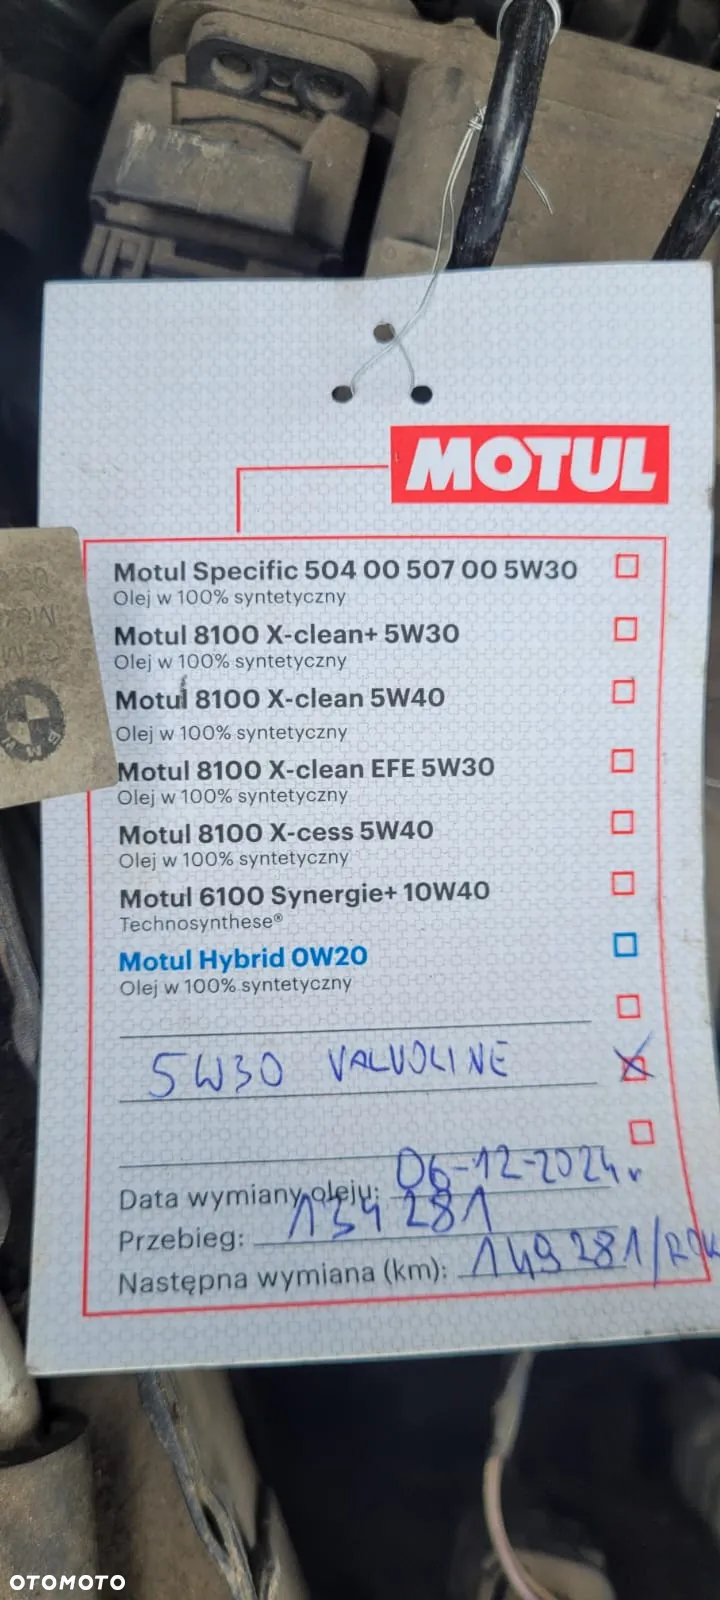 MOTUL
Motul Specific 504 00 507 00 5W30
Olej w 100% syntetyczny
Motul 8100 X-clean+ 5W30
Olej w 100% syntetyczny
Motul 8100 X-clean 5W40
Olej w 100% syntetyczny
Motul 8100 X-clean EFE 5W30
Olej w 100% syntetyczny
Motul 8100 X-cess 5W40
Olej w 100% syntetyczny
Motul 6100 Synergie+ 10W40
Technosynthese®
Motul Hybrid 0W20
Olej w 100% syntetyczny
5W30 VALVOLINE
Data wymiany oleju: 06-12-2024r
Przebieg: 134 281
Następna wymiana (km): 149 281/ROK
BMW
OTOMOTO